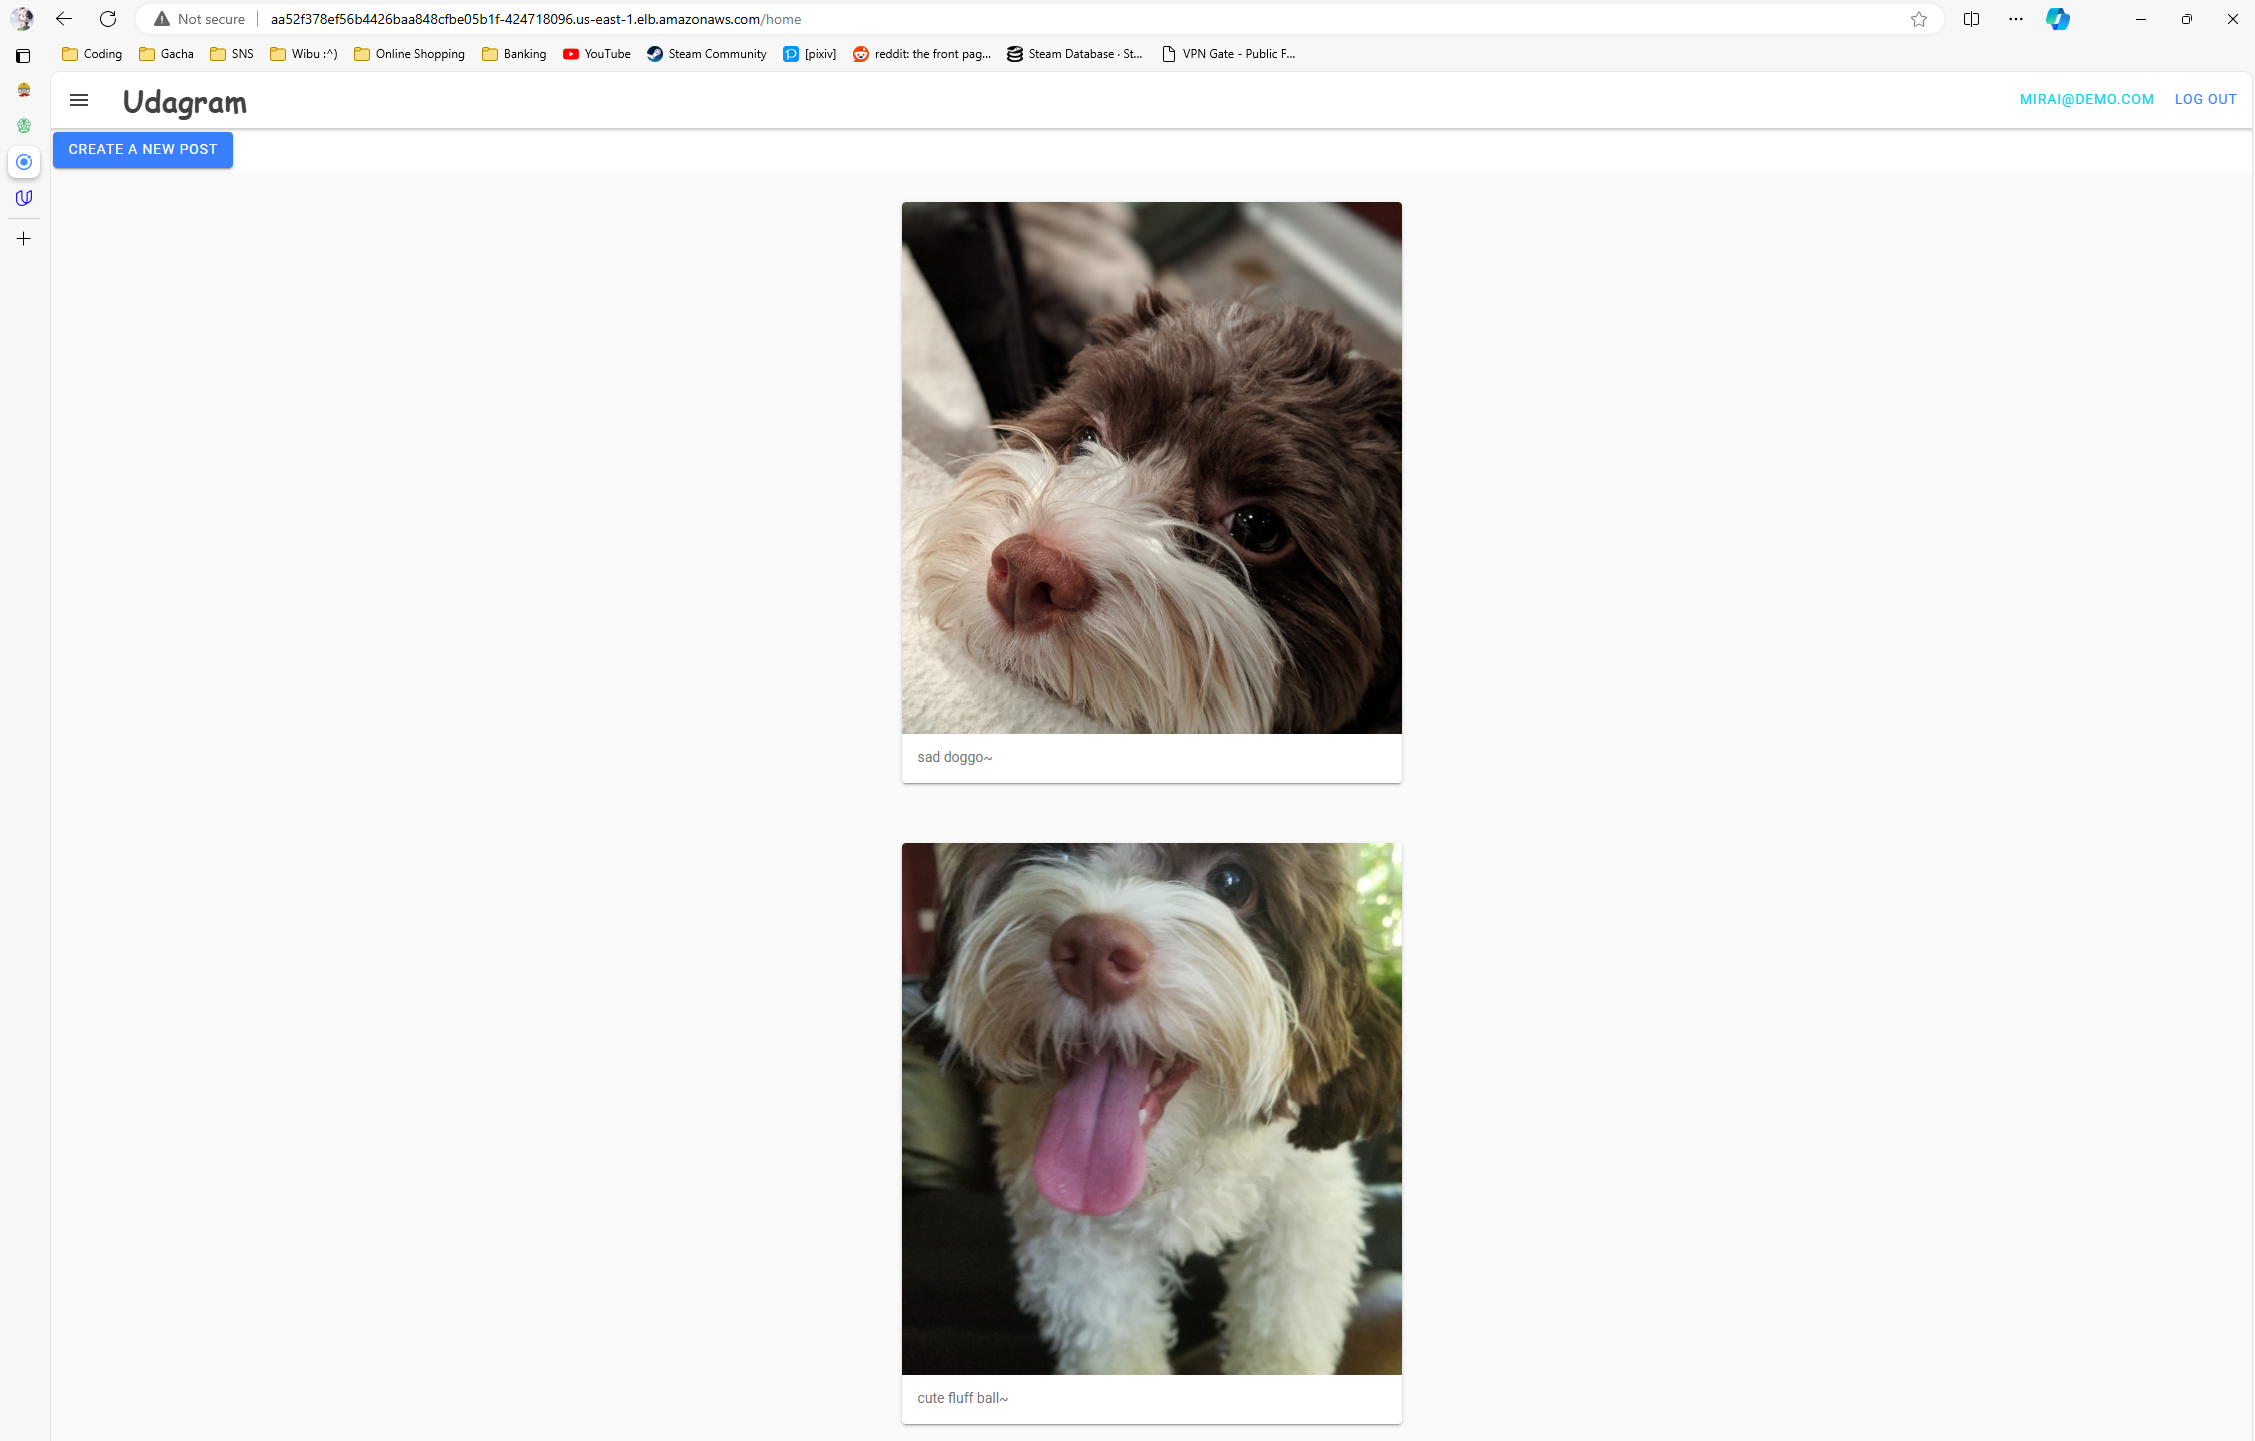 Not secure aa52f378ef56b4426baa848cfbe05b1f-424718096.us-east-1.elb.amazonaws.com/home
Coding Gacha SNS Wibu :^) Online Shopping Banking YouTube Steam Community [pixiv] reddit: the front pag... Steam Database · St... VPN Gate - Public F...
Udagram MIRAI@DEMO.COM LOG OUT
CREATE A NEW POST
sad doggo~
cute fluff ball~